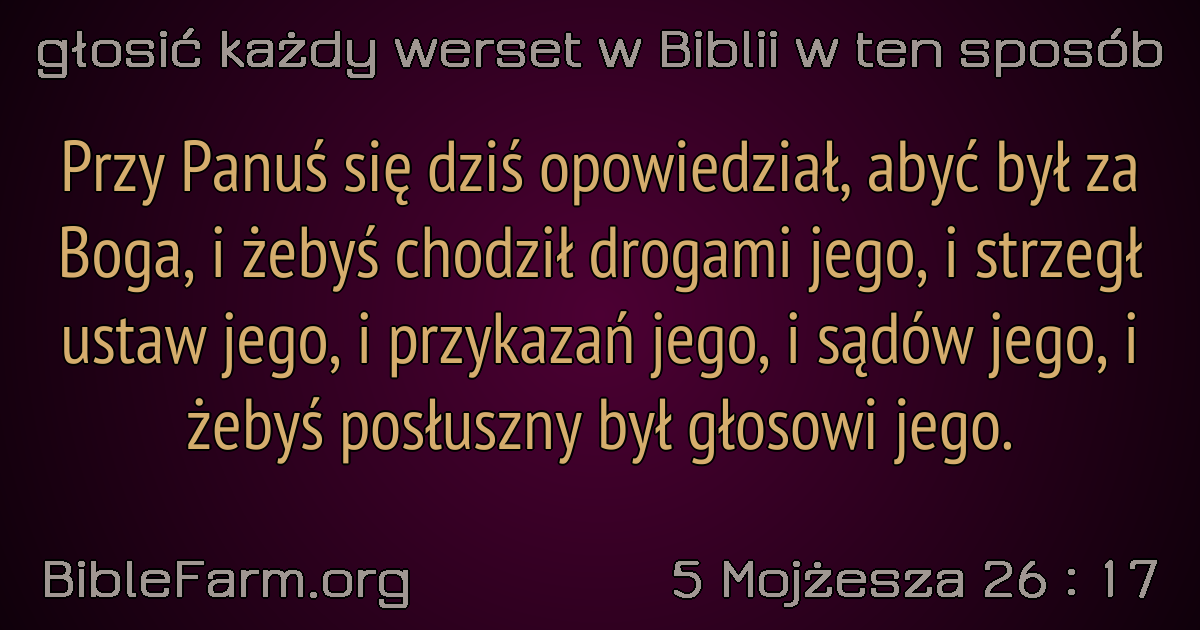 głosić każdy werset w Biblii w ten sposób
Przy Panuś się dziś opowiedział, abyć był za
Boga, i żebyś chodził drogami jego, i strzegł
ustaw jego, i przykazań jego, i sądów jego, i
żebyś posłuszny był głosowi jego.
BibleFarm.org
5 Mojżesza 26 : 17